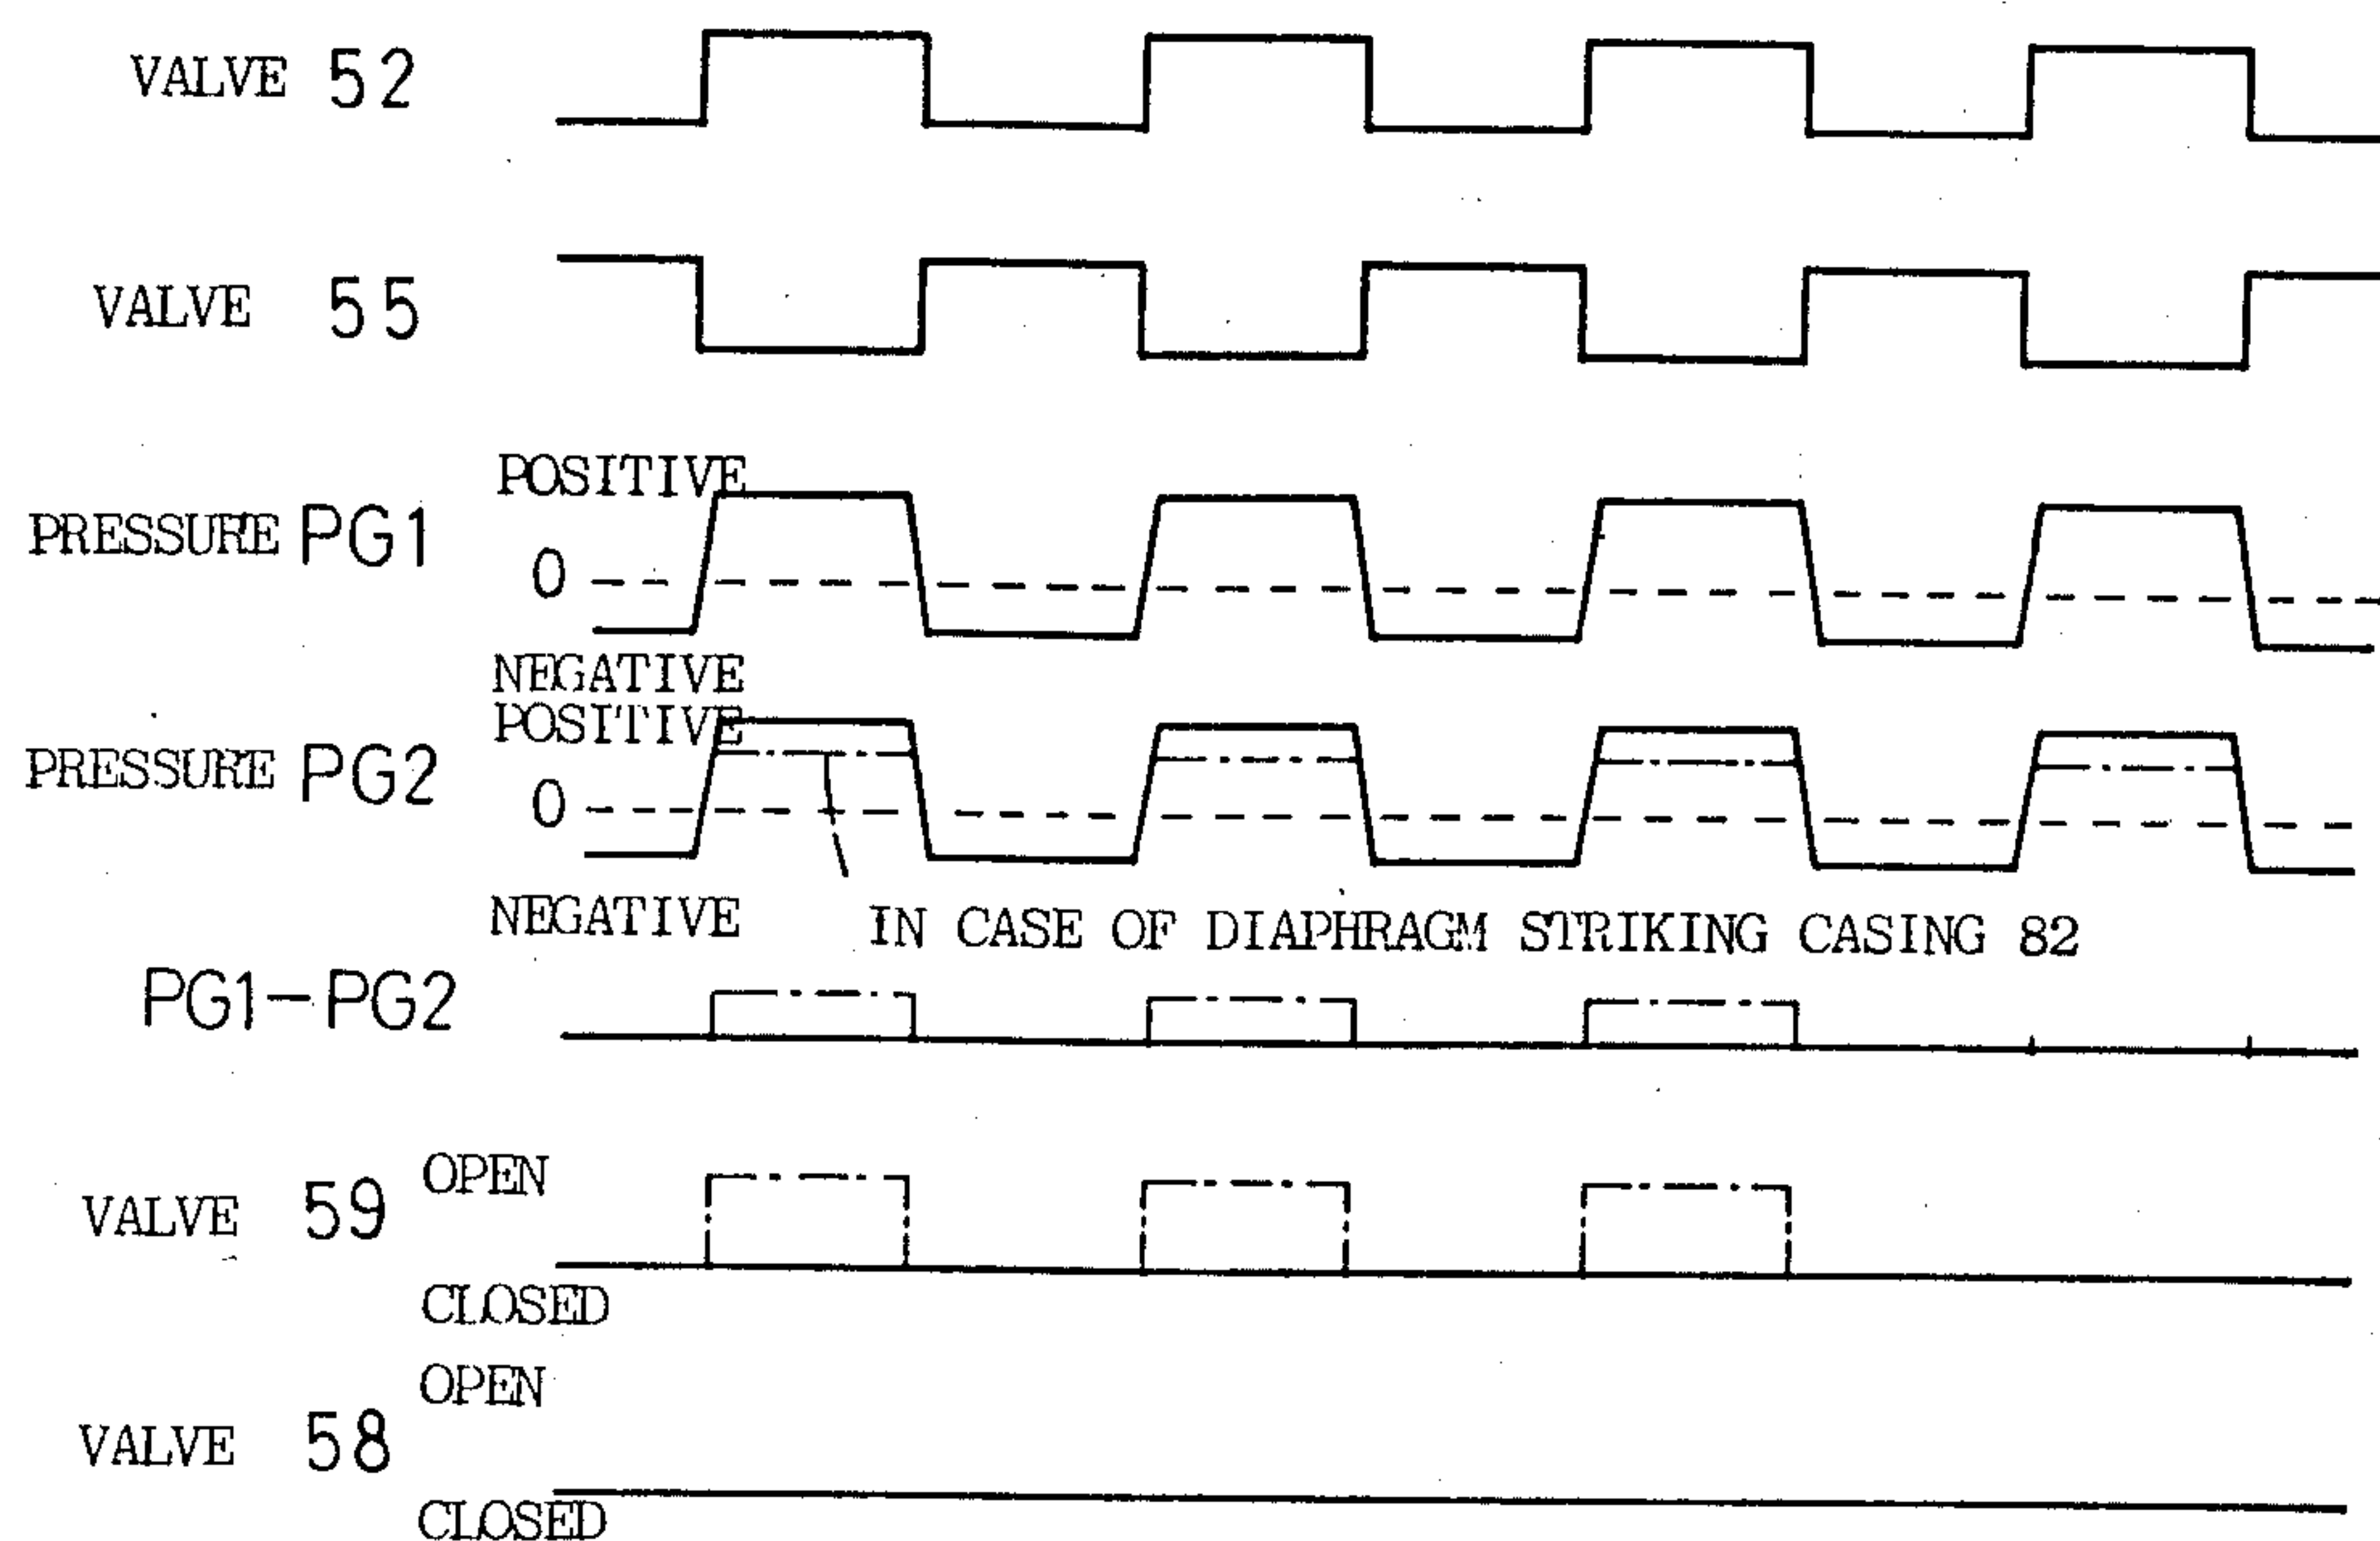 VALVE 52
VALVE 55
POSITIVE
PRESSURE PG1
0
NEGATIVE
POSITIVE
PRESSURE PG2
0
NEGATIVE
IN CASE OF DIAPHRAGM STRIKING CASING 82
PG1-PG2
OPEN
VALVE 59
CLOSED
OPEN
VALVE 58
CLOSED